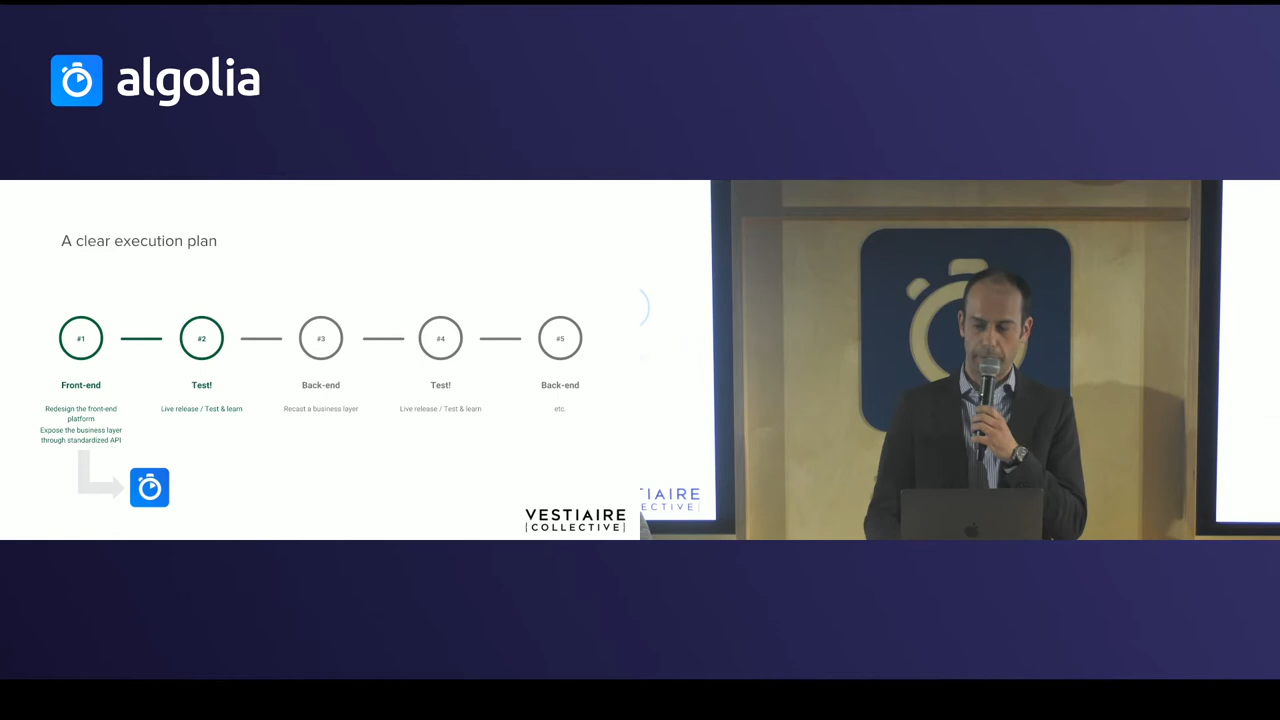 algolia
A clear execution plan
#1
#2
#3
#4
#5
Front-end
Test!
Back-end
Test!
Back-end
Redesign the front-end
platform
Expose the business layer
through standardized API
Live release / Test & learn
Recast a business layer
Live release / Test & learn
etc.
VESTIAIRE
[COLLECTIVE]
TIAIRE
ECTIVE]